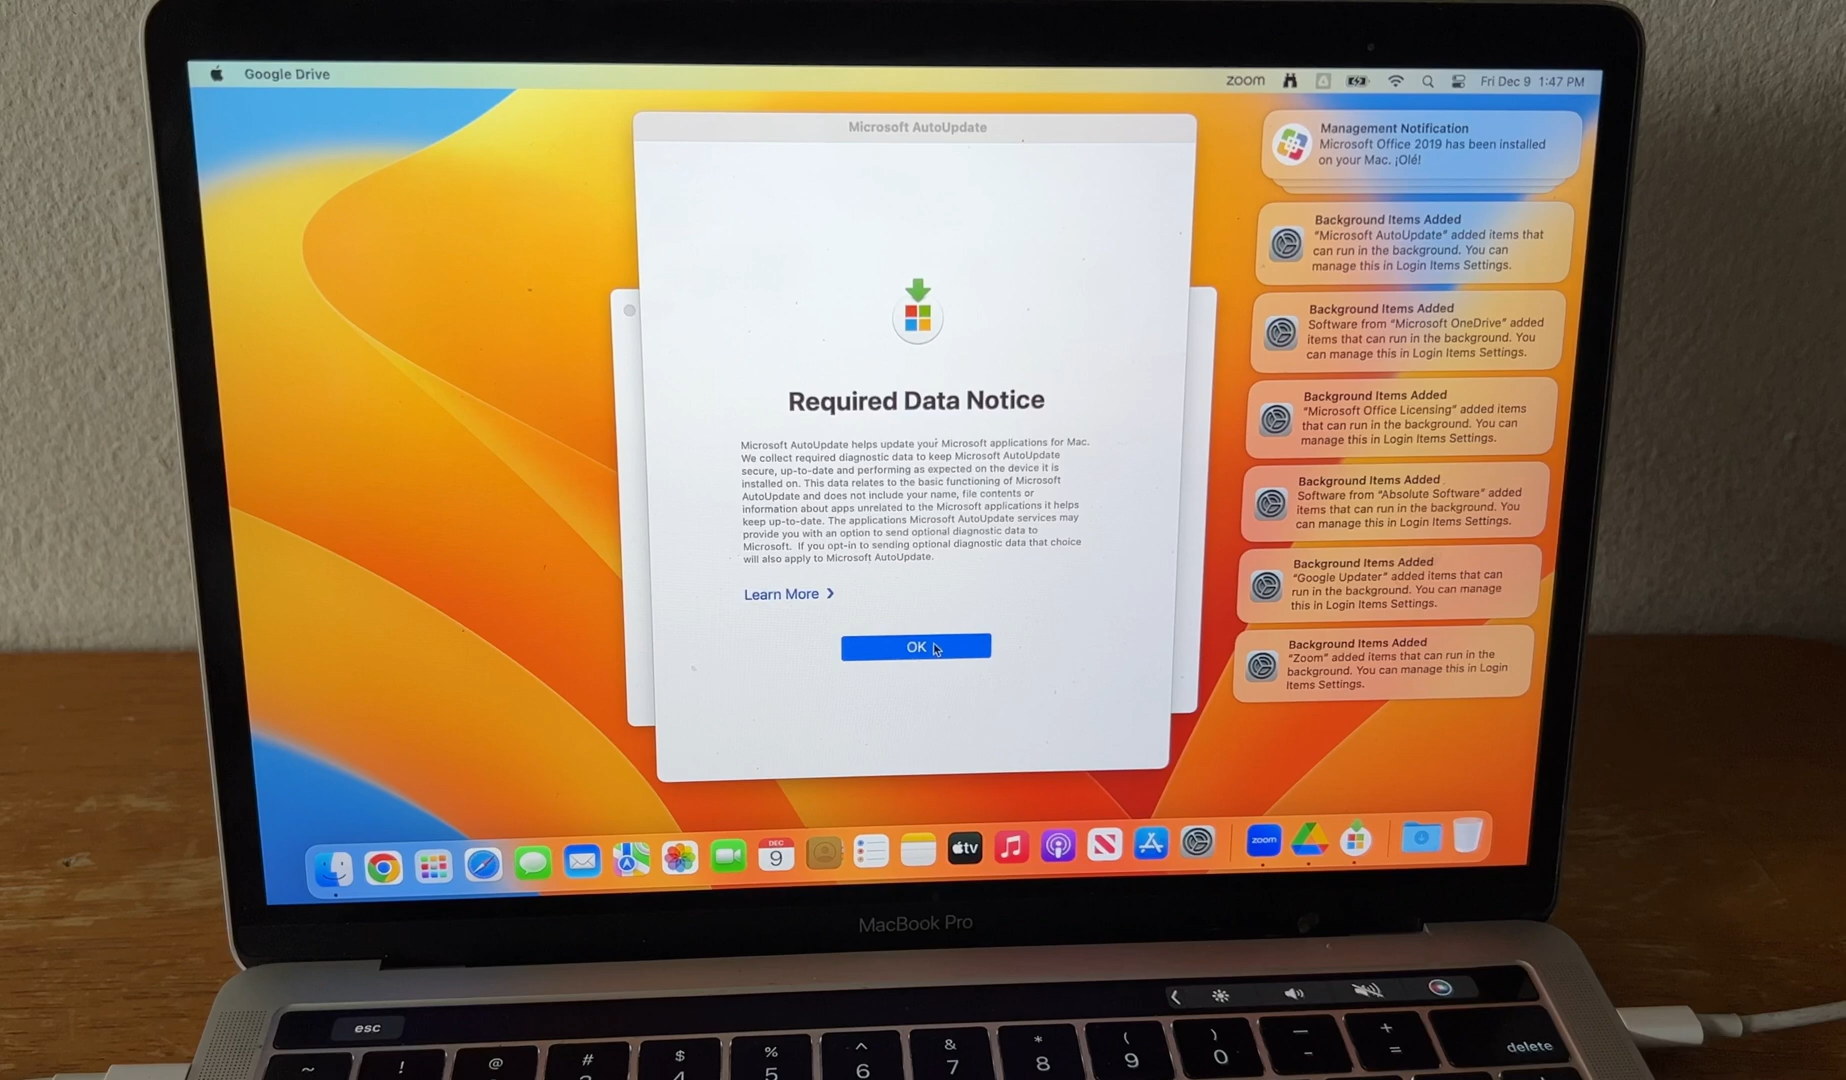 Google Drive
zoom
Fri Dec 9 1:47 PM
Microsoft AutoUpdate
Required Data Notice
Microsoft AutoUpdate helps update your Microsoft applications for Mac.
We collect required diagnostic data to keep Microsoft AutoUpdate
secure, up-to-date and performing as expected on the device it is
installed on. This data relates to the basic functioning of Microsoft
AutoUpdate and does not include your name, file contents or
information about apps unrelated to the Microsoft applications it helps
keep up-to-date. The applications Microsoft AutoUpdate services may
provide you with an option to send optional diagnostic data to
Microsoft. If you opt-in to sending optional diagnostic data that choice
will also apply to Microsoft AutoUpdate.
Learn More
OK
Management Notification
Microsoft Office 2019 has been installed
on your Mac. ¡Olé!
Background Items Added
"Microsoft AutoUpdate" added items that
can run in the background. You can
manage this in Login Items Settings.
Background Items Added
Software from "Microsoft OneDrive" added
items that can run in the background. You
can manage this in Login Items Settings.
Background Items Added
"Microsoft Office Licensing" added items
that can run in the background. You can
manage this in Login Items Settings.
Background Items Added
Software from "Absolute Software" added
items that can run in the background. You
can manage this in Login Items Settings.
Background Items Added
"Google Updater" added items that can
run in the background. You can manage
this in Login Items Settings.
Background Items Added
"Zoom" added items that can run in the
background. You can manage this in Login
Items Settings.
DEC
9
tv
zoom
MacBook Pro
esc
~ ! @ # $ % ^ & * ( ) — +
4 5 6 7 8 9 0 - = delete